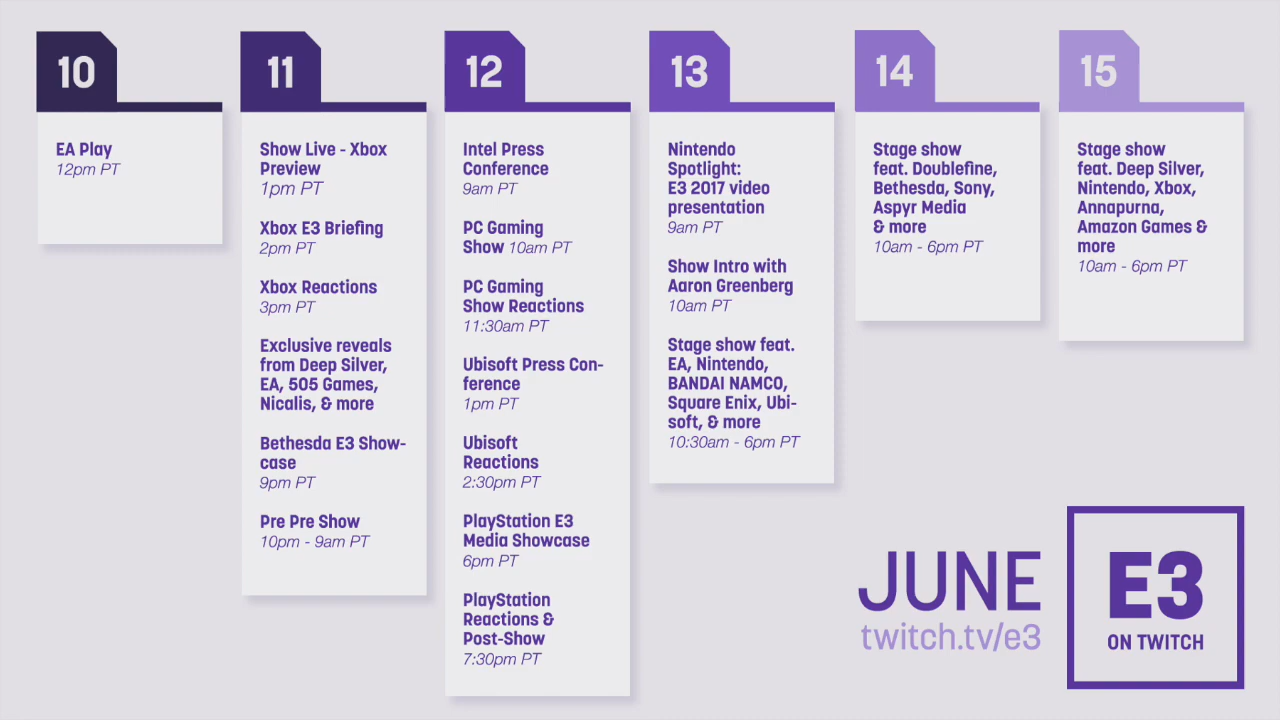 10
EA Play
12pm PT
11
Show Live - Xbox
Preview
1pm PT
Xbox E3 Briefing
2pm PT
Xbox Reactions
3pm PT
Exclusive reveals
from Deep Silver,
EA, 505 Games,
Nicalis, & more
Bethesda E3 Show-
case
9pm PT
Pre Pre Show
10pm - 9am PT
12
Intel Press
Conference
9am PT
PC Gaming
Show 10am PT
PC Gaming
Show Reactions
11:30am PT
Ubisoft Press Con-
ference
1pm PT
Ubisoft
Reactions
2:30pm PT
PlayStation E3
Media Showcase
6pm PT
PlayStation
Reactions &
Post-Show
7:30pm PT
13
Nintendo
Spotlight:
E3 2017 video
presentation
9am PT
Show Intro with
Aaron Greenberg
10am PT
Stage show feat.
EA, Nintendo,
BANDAI NAMCO,
Square Enix, Ubi-
soft, & more
10:30am - 6pm PT
14
Stage show
feat. Doublefine,
Bethesda, Sony,
Aspyr Media
& more
10am - 6pm PT
15
Stage show
feat. Deep Silver,
Nintendo, Xbox,
Annapurna,
Amazon Games &
more
10am - 6pm PT
JUNE
twitch.tv/e3
E3
ON TWITCH